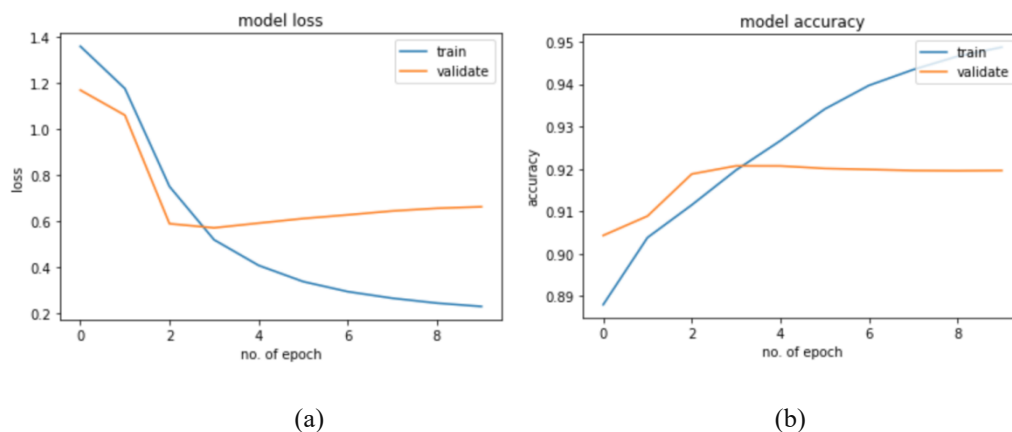 model loss
1.4
1.2
1.0
0.8
0.6
0.4
0.2
loss
0 2 4 6 8
no. of epoch
train
validate
(a)
model accuracy
0.95
0.94
0.93
0.92
0.91
0.90
0.89
accuracy
0 2 4 6 8
no. of epoch
train
validate
(b)